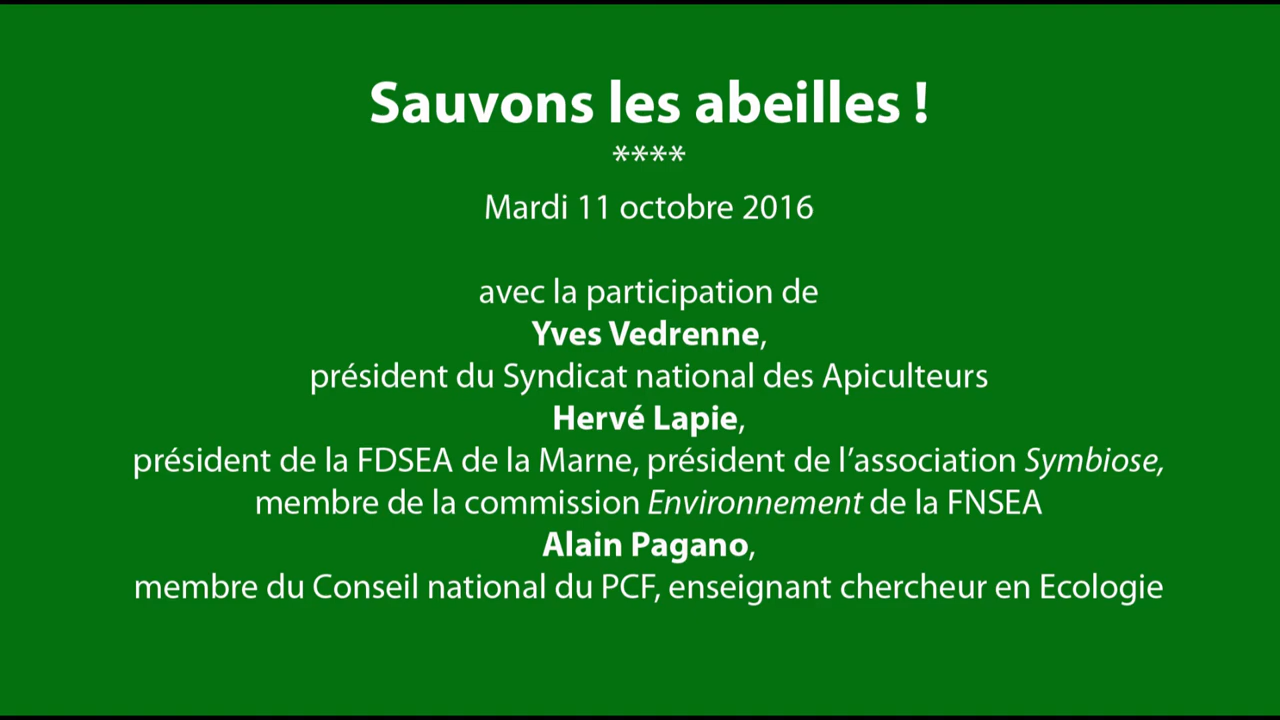 Sauvons les abeilles !
****
Mardi 11 octobre 2016
avec la participation de
Yves Vedrenne,
président du Syndicat national des Apiculteurs
Hervé Lapie,
président de la FDSEA de la Marne, président de l’association Symbiose,
membre de la commission Environnement de la FNSEA
Alain Pagano,
membre du Conseil national du PCF, enseignant chercheur en Ecologie